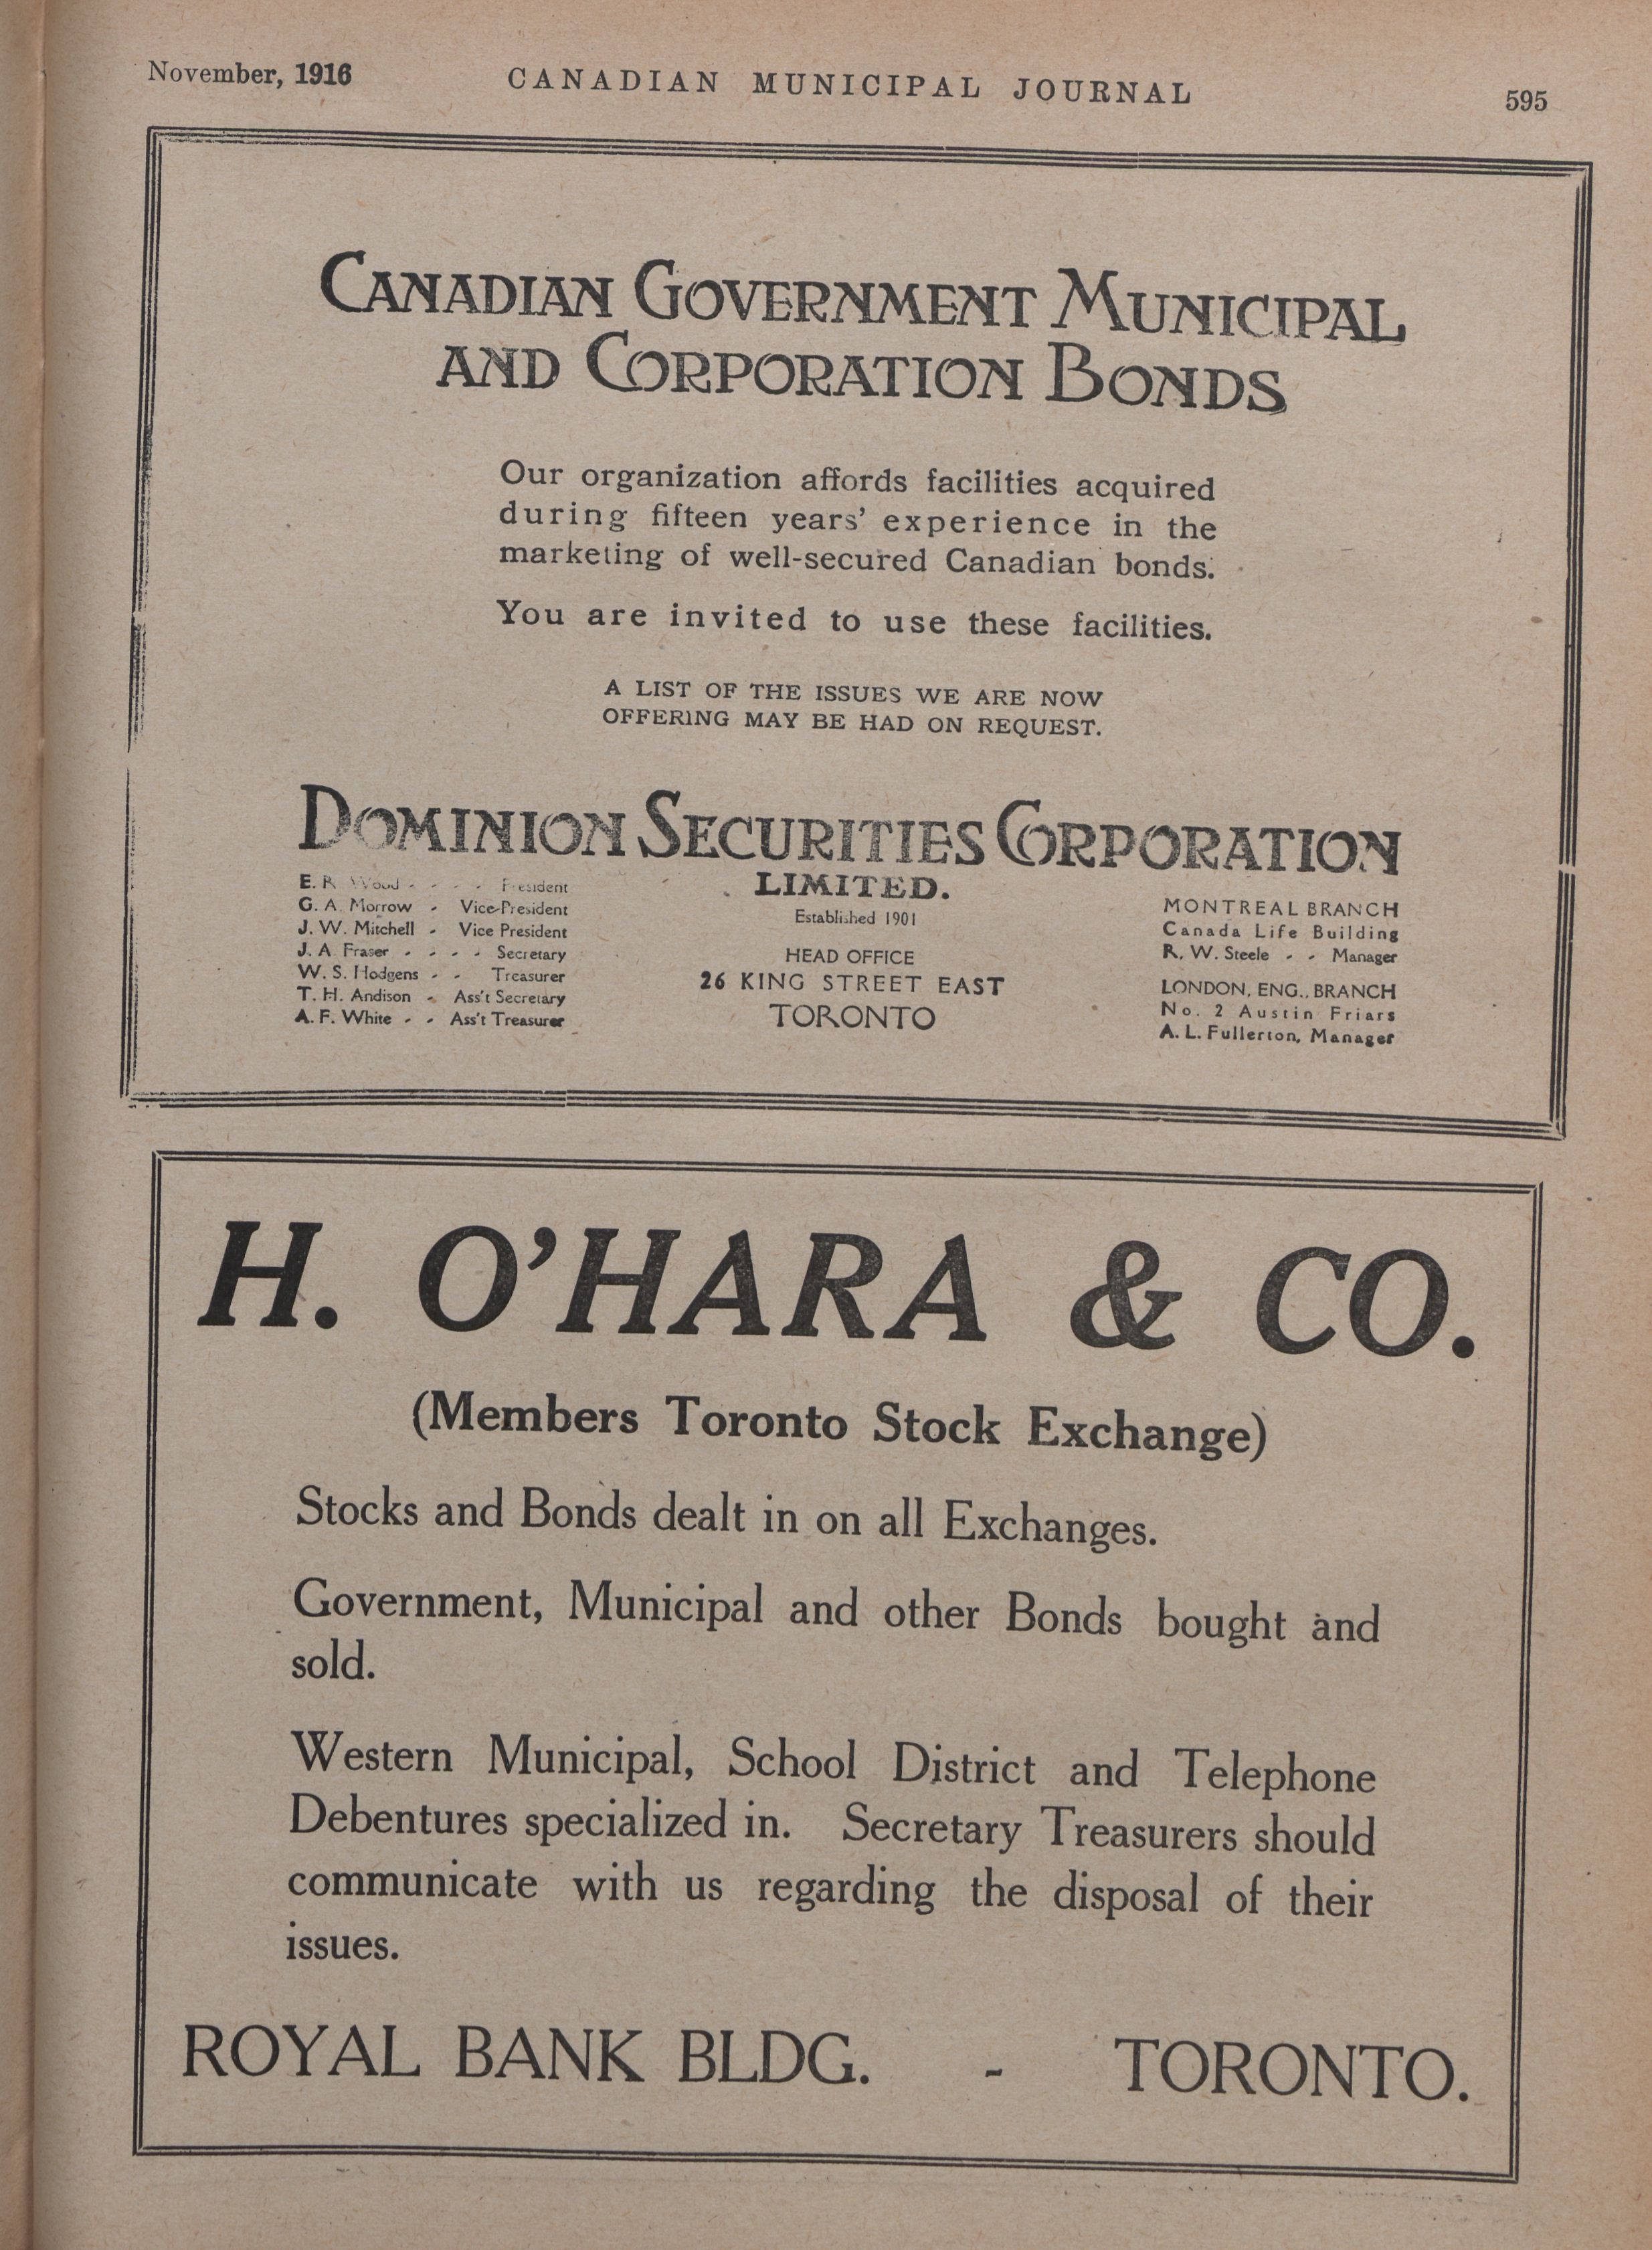 November, 1916
CANADIAN MUNICIPAL JOURNAL
595
CANADIAN GOVERNMENT MUNICIPAL
AND CORPORATION BONDS
Our organization affords facilities acquired
during fifteen years' experience in the
marketing of well-secured Canadian bonds.
You are invited to use these facilities.
A LIST OF THE ISSUES WE ARE NOW
OFFERING MAY BE HAD ON REQUEST.
DOMINION SECURITIES CORPORATION
LIMITED.
E. R. Wood - - - - President
G. A. Morrow - Vice-President
J. W. Mitchell - Vice President
J. A. Fraser - - - - Secretary
W. S. Hodgens - - Treasurer
T. H. Andison - Ass't Secretary
A. F. White - - Ass't Treasurer
Established 1901
HEAD OFFICE
26 KING STREET EAST
TORONTO
MONTREAL BRANCH
Canada Life Building
R. W. Steele - - Manager
LONDON, ENG., BRANCH
No. 2 Austin Friars
A. L. Fullerton, Manager
H. O'HARA & CO.
(Members Toronto Stock Exchange)
Stocks and Bonds dealt in on all Exchanges.
Government, Municipal and other Bonds bought and
sold.
Western Municipal, School District and Telephone
Debentures specialized in. Secretary Treasurers should
communicate with us regarding the disposal of their
issues.
ROYAL BANK BLDG. - TORONTO.